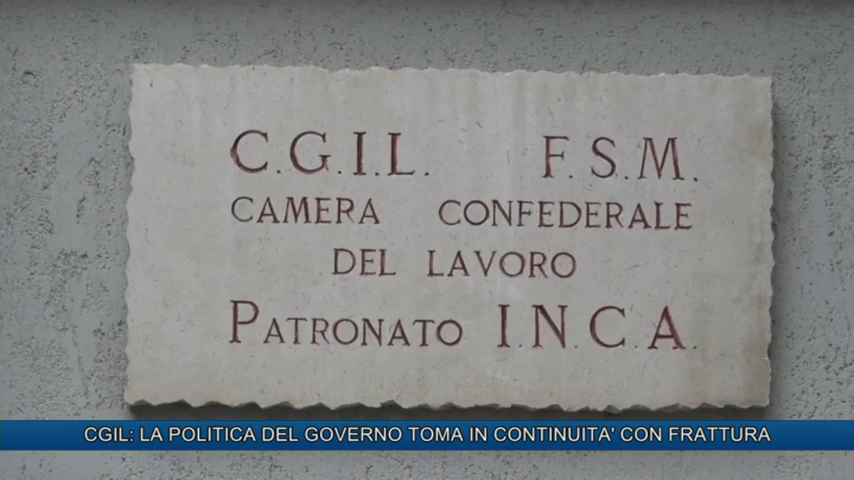 C.G.I.L. F.S.M.
CAMERA CONFEDERALE
DEL LAVORO
PATRONATO I.N.C.A.
CGIL: LA POLITICA DEL GOVERNO TOMA IN CONTINUITA' CON FRATTURA